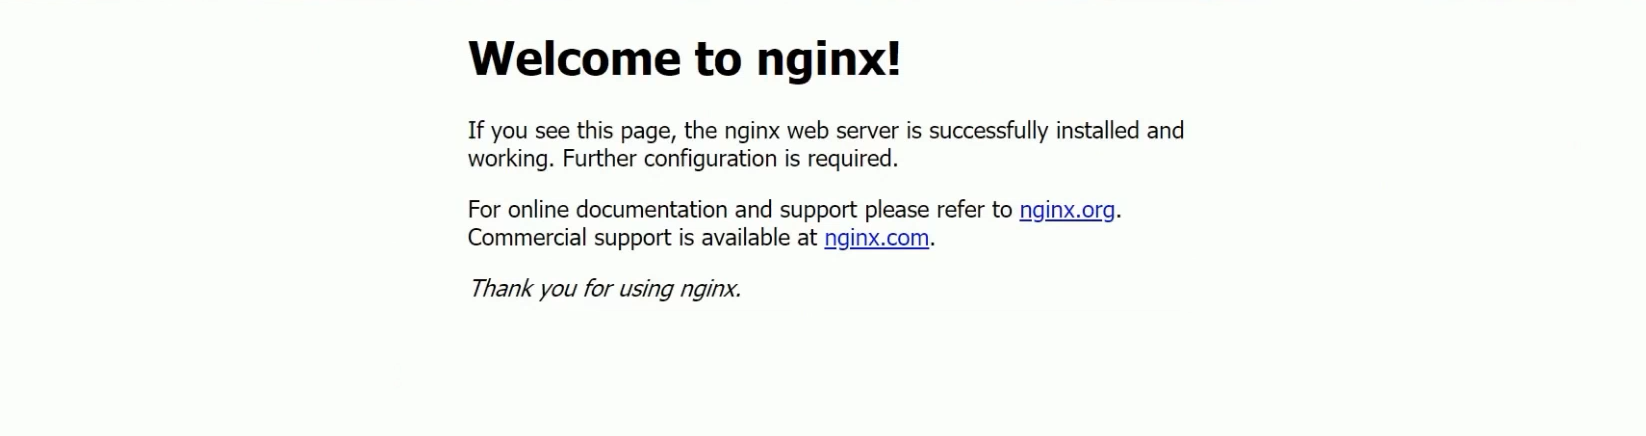 Welcome to nginx!
If you see this page, the nginx web server is successfully installed and
working. Further configuration is required.
For online documentation and support please refer to nginx.org.
Commercial support is available at nginx.com.
Thank you for using nginx.